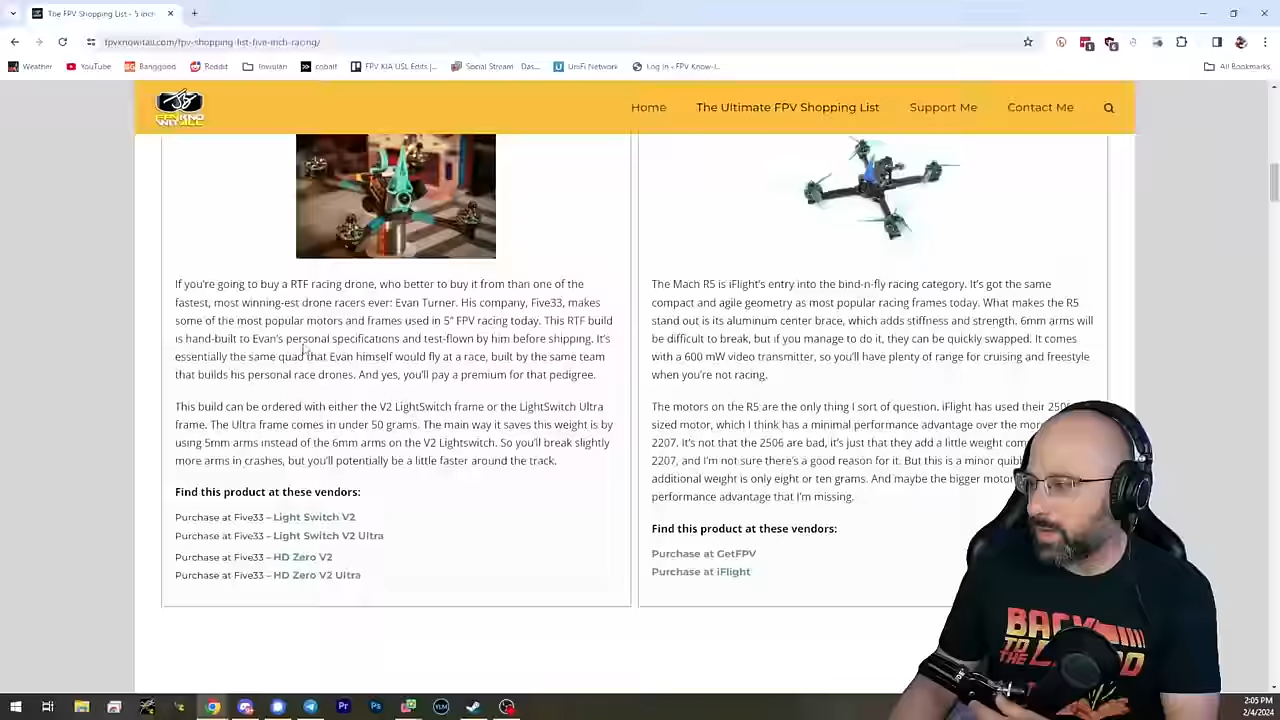 The FPV Shopping List - 5 Inch
fpvknowitall.com/fpv-shopping-list-five-inch-racing/
Weather YouTube Banggood Reddit cobalt FPV KIA USL Edits |... Social Stream Das... UniFi Network Log In ‹ FPV Know-I... All Bookmarks
Home The Ultimate FPV Shopping List Support Me Contact Me
If you're going to buy a RTF racing drone, who better to buy it from than one of the
fastest, most winning-est drone racers ever: Evan Turner. His company, Five33, makes
some of the most popular motors and frames used in 5" FPV racing today. This RTF build
is hand-built to Evan's personal specifications and test-flown by him before shipping. It's
essentially the same quad that Evan himself would fly at a race, built by the same team
that builds his personal race drones. And yes, you'll pay a premium for that pedigree.
This build can be ordered with either the V2 LightSwitch frame or the LightSwitch Ultra
frame. The Ultra frame comes in under 50 grams. The main way it saves this weight is by
using 5mm arms instead of the 6mm arms on the V2 Lightswitch. So you'll break slightly
more arms in crashes, but you'll potentially be a little faster around the track.
Find this product at these vendors:
Purchase at Five33 – Light Switch V2
Purchase at Five33 – Light Switch V2 Ultra
Purchase at Five33 – HD Zero V2
Purchase at Five33 – HD Zero V2 Ultra
The Mach R5 is iFlight's entry into the bind-n-fly racing category. It's got the same
compact and agile geometry as most popular racing frames today. What makes the R5
stand out is its aluminum center brace, which adds stiffness and strength. 6mm arms will
be difficult to break, but if you manage to do it, they can be quickly swapped. It comes
with a 600 mW video transmitter, so you'll have plenty of range for cruising and freestyle
when you're not racing.
The motors on the R5 are the only thing I sort of question. iFlight has used their 2506
sized motor, which I think has a minimal performance advantage over the more
2207. It's not that the 2506 are bad, it's just that they add a little weight
2207, and I'm not sure there's a good reason for it. But this is a minor
additional weight is only eight or ten grams. And maybe the bigger
performance advantage that I'm missing.
Find this product at these vendors:
Purchase at GetFPV
Purchase at iFlight
BACK
TO THE
2:05 PM
2/4/2024